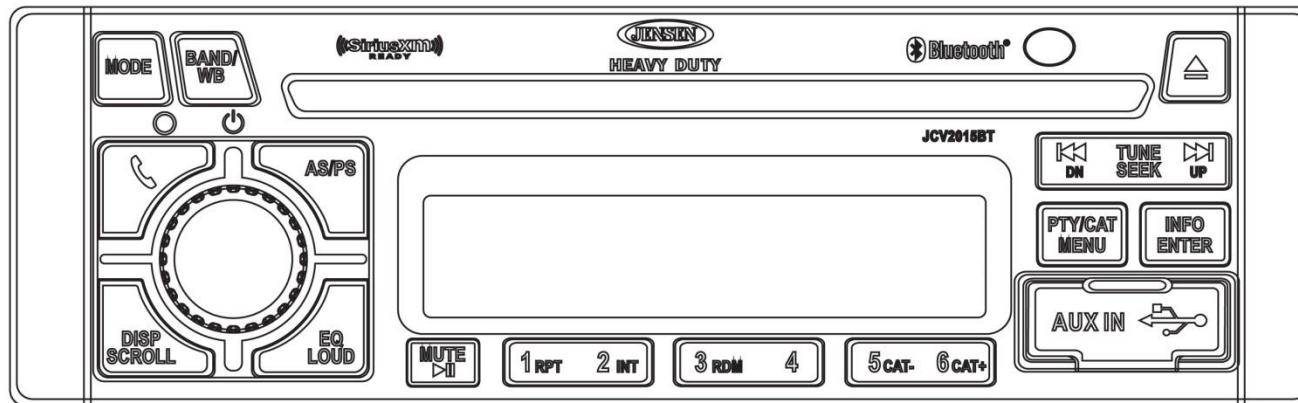 MODE
BAND/
WB
SiriusXM
READY
JENSEN
HEAVY DUTY
Bluetooth®
JCV2015BT
AS/PS
TUNE
SEEK
DN
UP
PTY/CAT
MENU
INFO
ENTER
DISP
SCROLL
EQ
LOUD
AUX IN
MUTE
1 RPT
2 INT
3 RDM
4
5 CAT-
6 CAT+